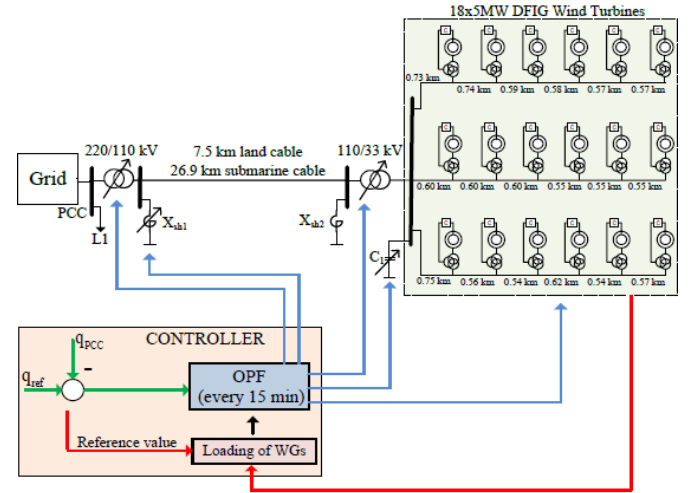 18x5MW DFIG Wind Turbines
C C C C C C
0.73 km
0.74 km 0.59 km 0.58 km 0.57 km 0.57 km
220/110 kV
7.5 km land cable
110/33 kV
26.9 km submarine cable
Grid
C C C C C C
0.60 km 0.60 km 0.60 km 0.55 km 0.55 km 0.55 km
PCC
L1
Xsh1
Xsh2
C1
C C C C C C
0.75 km 0.56 km 0.54 km 0.62 km 0.54 km 0.57 km
CONTROLLER
qPCC
-
qref
OPF
(every 15 min)
Reference value
Loading of WGs